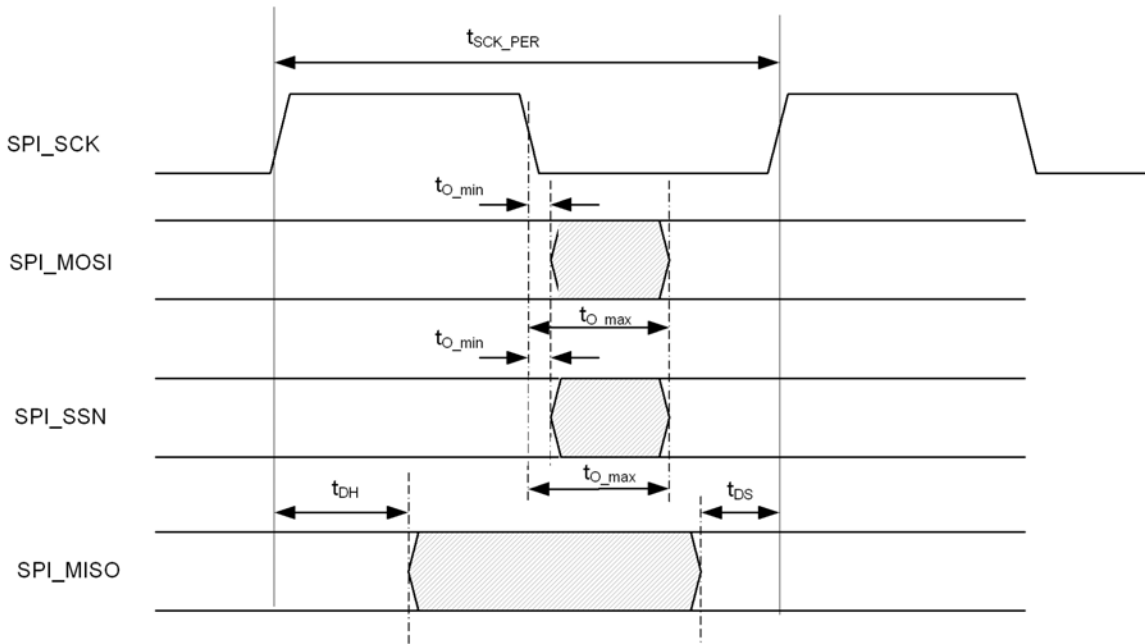 tSCK_PER
SPI_SCK
tO_min
SPI_MOSI
tO_max
tO_min
SPI_SSN
tO_max
tDH
tDS
SPI_MISO